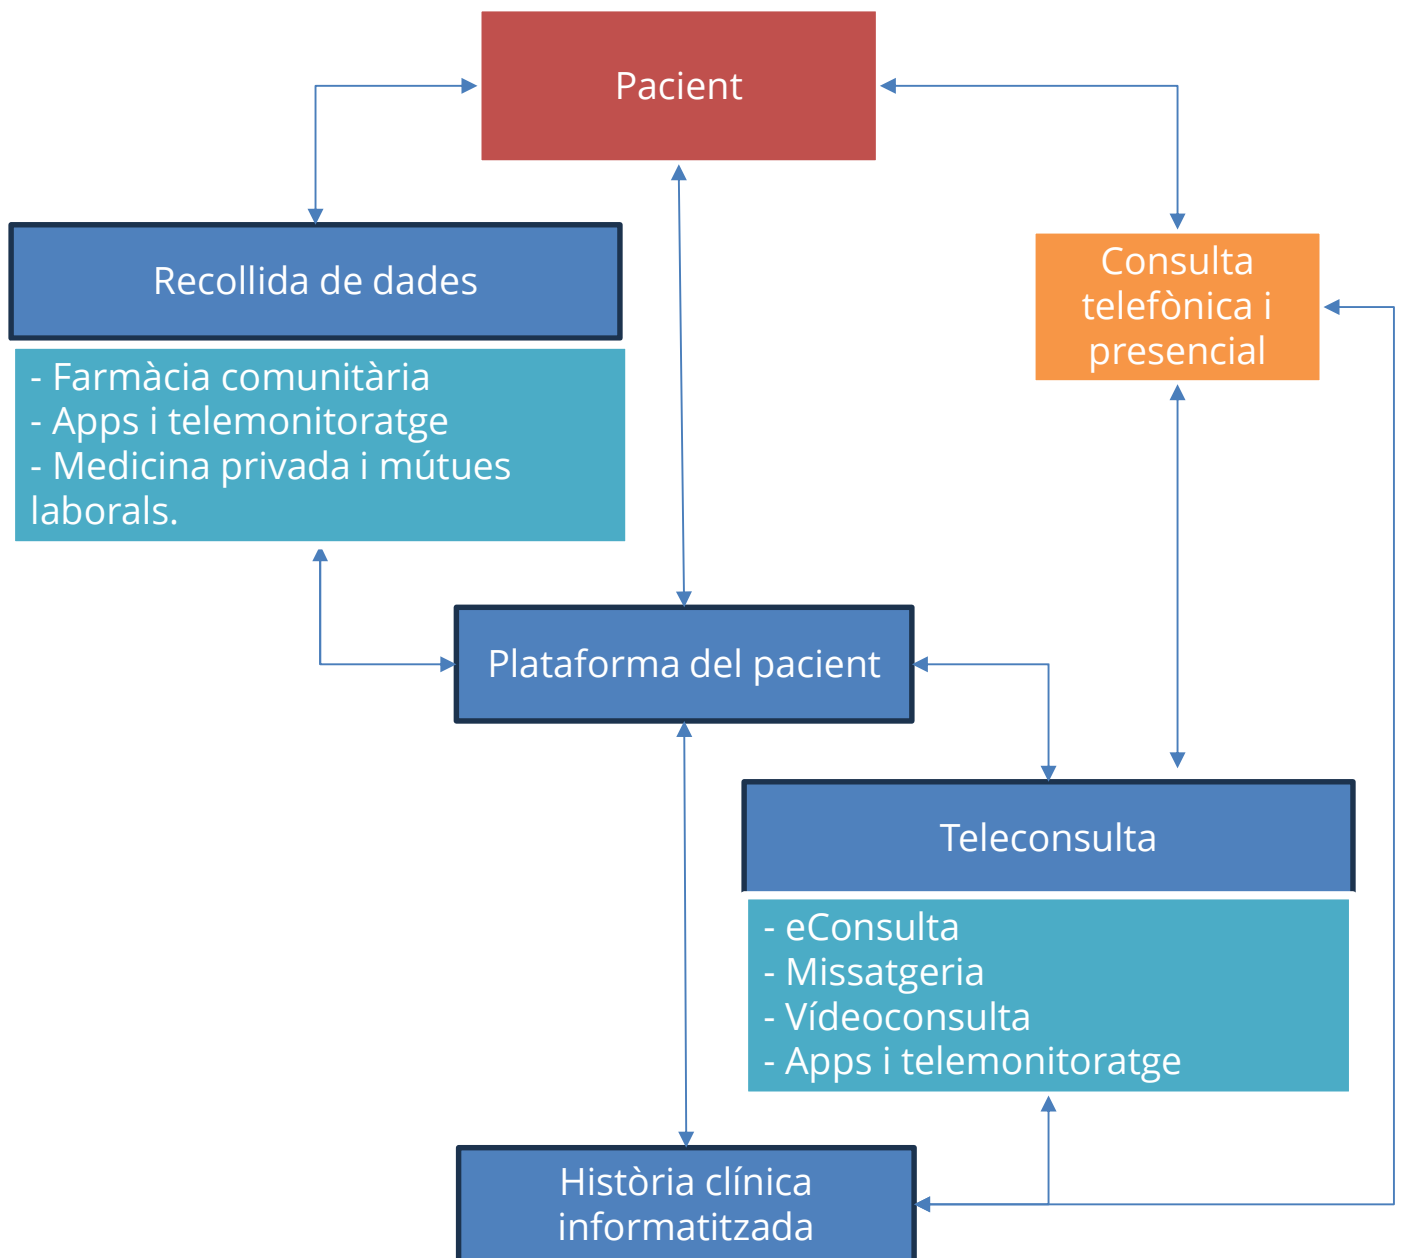 Pacient
Recollida de dades
- Farmàcia comunitària
- Apps i telemonitoratge
- Medicina privada i mútues
laborals.
Consulta
telefònica i
presencial
Plataforma del pacient
Teleconsulta
- eConsulta
- Missatgeria
- Vídeoconsulta
- Apps i telemonitoratge
Història clínica
informatitzada